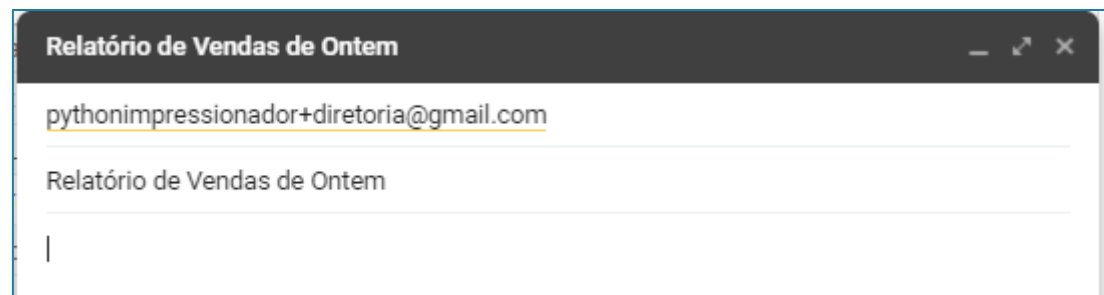 Relatório de Vendas de Ontem
pythonimpressionador+diretoria@gmail.com
Relatório de Vendas de Ontem